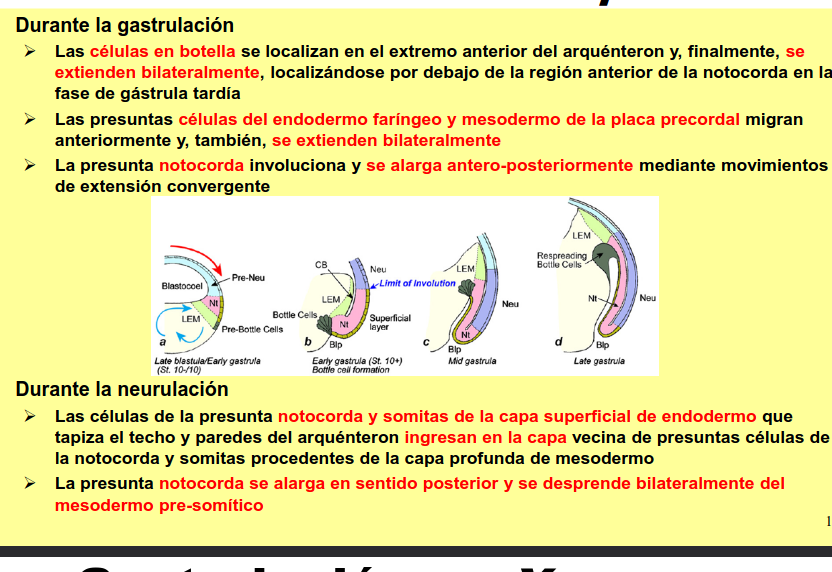 Durante la gastrulación
➢ Las células en botella se localizan en el extremo anterior del arquénteron y, finalmente, se
extienden bilateralmente, localizándose por debajo de la región anterior de la notocorda en la
fase de gástrula tardía
➢ Las presuntas células del endodermo faríngeo y mesodermo de la placa precordal migran
anteriormente y, también, se extienden bilateralmente
➢ La presunta notocorda involuciona y se alarga antero-posteriormente mediante movimientos
de extensión convergente
Blastocoel
Pre-Neu
Nt
LEM
Pre-Bottle Cells
a
Late blastula/Early gastrula
(St. 10-/10)
CB
Neu
Limit of Involution
LEM
Bottle Cells
Nt
Superficial
layer
b
Blp
Early gastrula (St. 10+)
Bottle cell formation
LEM
Neu
Nt
c
Blp
Mid gastrula
LEM
Respreading
Bottle Cells
Nt
Neu
d
Blp
Late gastrula
Durante la neurulación
➢ Las células de la presunta notocorda y somitas de la capa superficial de endodermo que
tapiza el techo y paredes del arquénteron ingresan en la capa vecina de presuntas células de
la notocorda y somitas procedentes de la capa profunda de mesodermo
➢ La presunta notocorda se alarga en sentido posterior y se desprende bilateralmente del
mesodermo pre-somítico
1